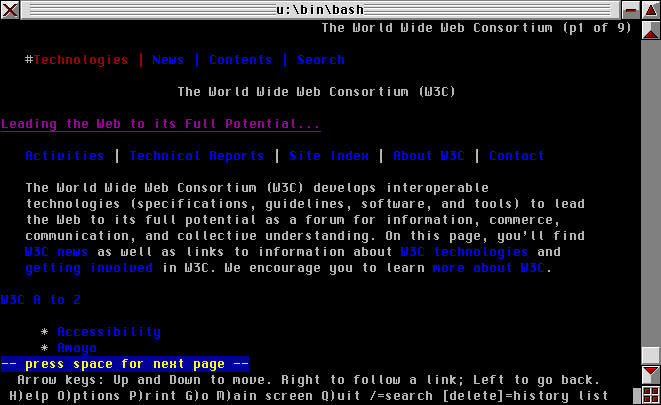 u:\bin\bash
The World Wide Web Consortium (p1 of 9)
#Technologies | News | Contents | Search
The World Wide Web Consortium (W3C)
Leading the Web to its Full Potential...
Activities | Technical Reports | Site Index | About W3C | Contact
The World Wide Web Consortium (W3C) develops interoperable
technologies (specifications, guidelines, software, and tools) to lead
the Web to its full potential as a forum for information, commerce,
communication, and collective understanding. On this page, you'll find
W3C news as well as links to information about W3C technologies and
getting involved in W3C. We encourage you to learn more about W3C.
W3C A to Z
* Accessibility
* Amaya
-- press space for next page --
Arrow keys: Up and Down to move. Right to follow a link; Left to go back.
H)elp O)ptions P)rint G)o M)ain screen Q)uit /=search [delete]=history list